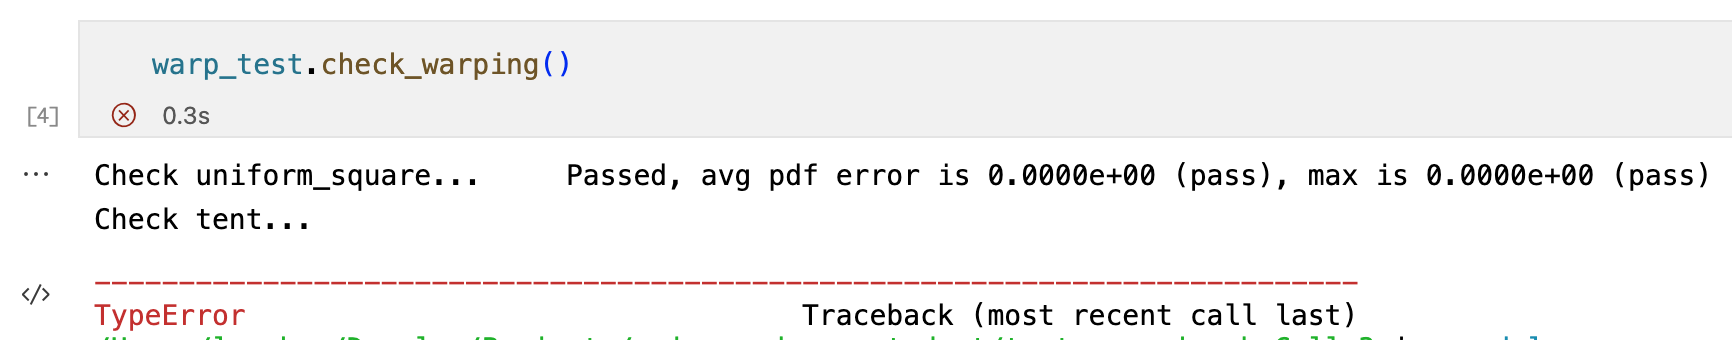 warp_test.check_warping()
[4] 0.3s
Check uniform_square... Passed, avg pdf error is 0.0000e+00 (pass), max is 0.0000e+00 (pass)
Check tent...
TypeError Traceback (most recent call last)